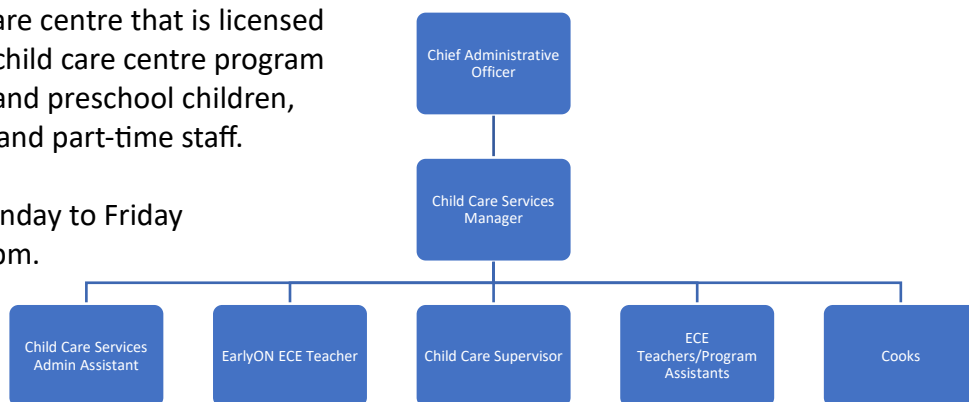 are centre that is licensed
child care centre program
and preschool children,
and part-time staff.
nday to Friday
om.
Chief Administrative
Officer
Child Care Services
Manager
Child Care Services
Admin Assistant
EarlyON ECE Teacher
Child Care Supervisor
ECE
Teachers/Program
Assistants
Cooks